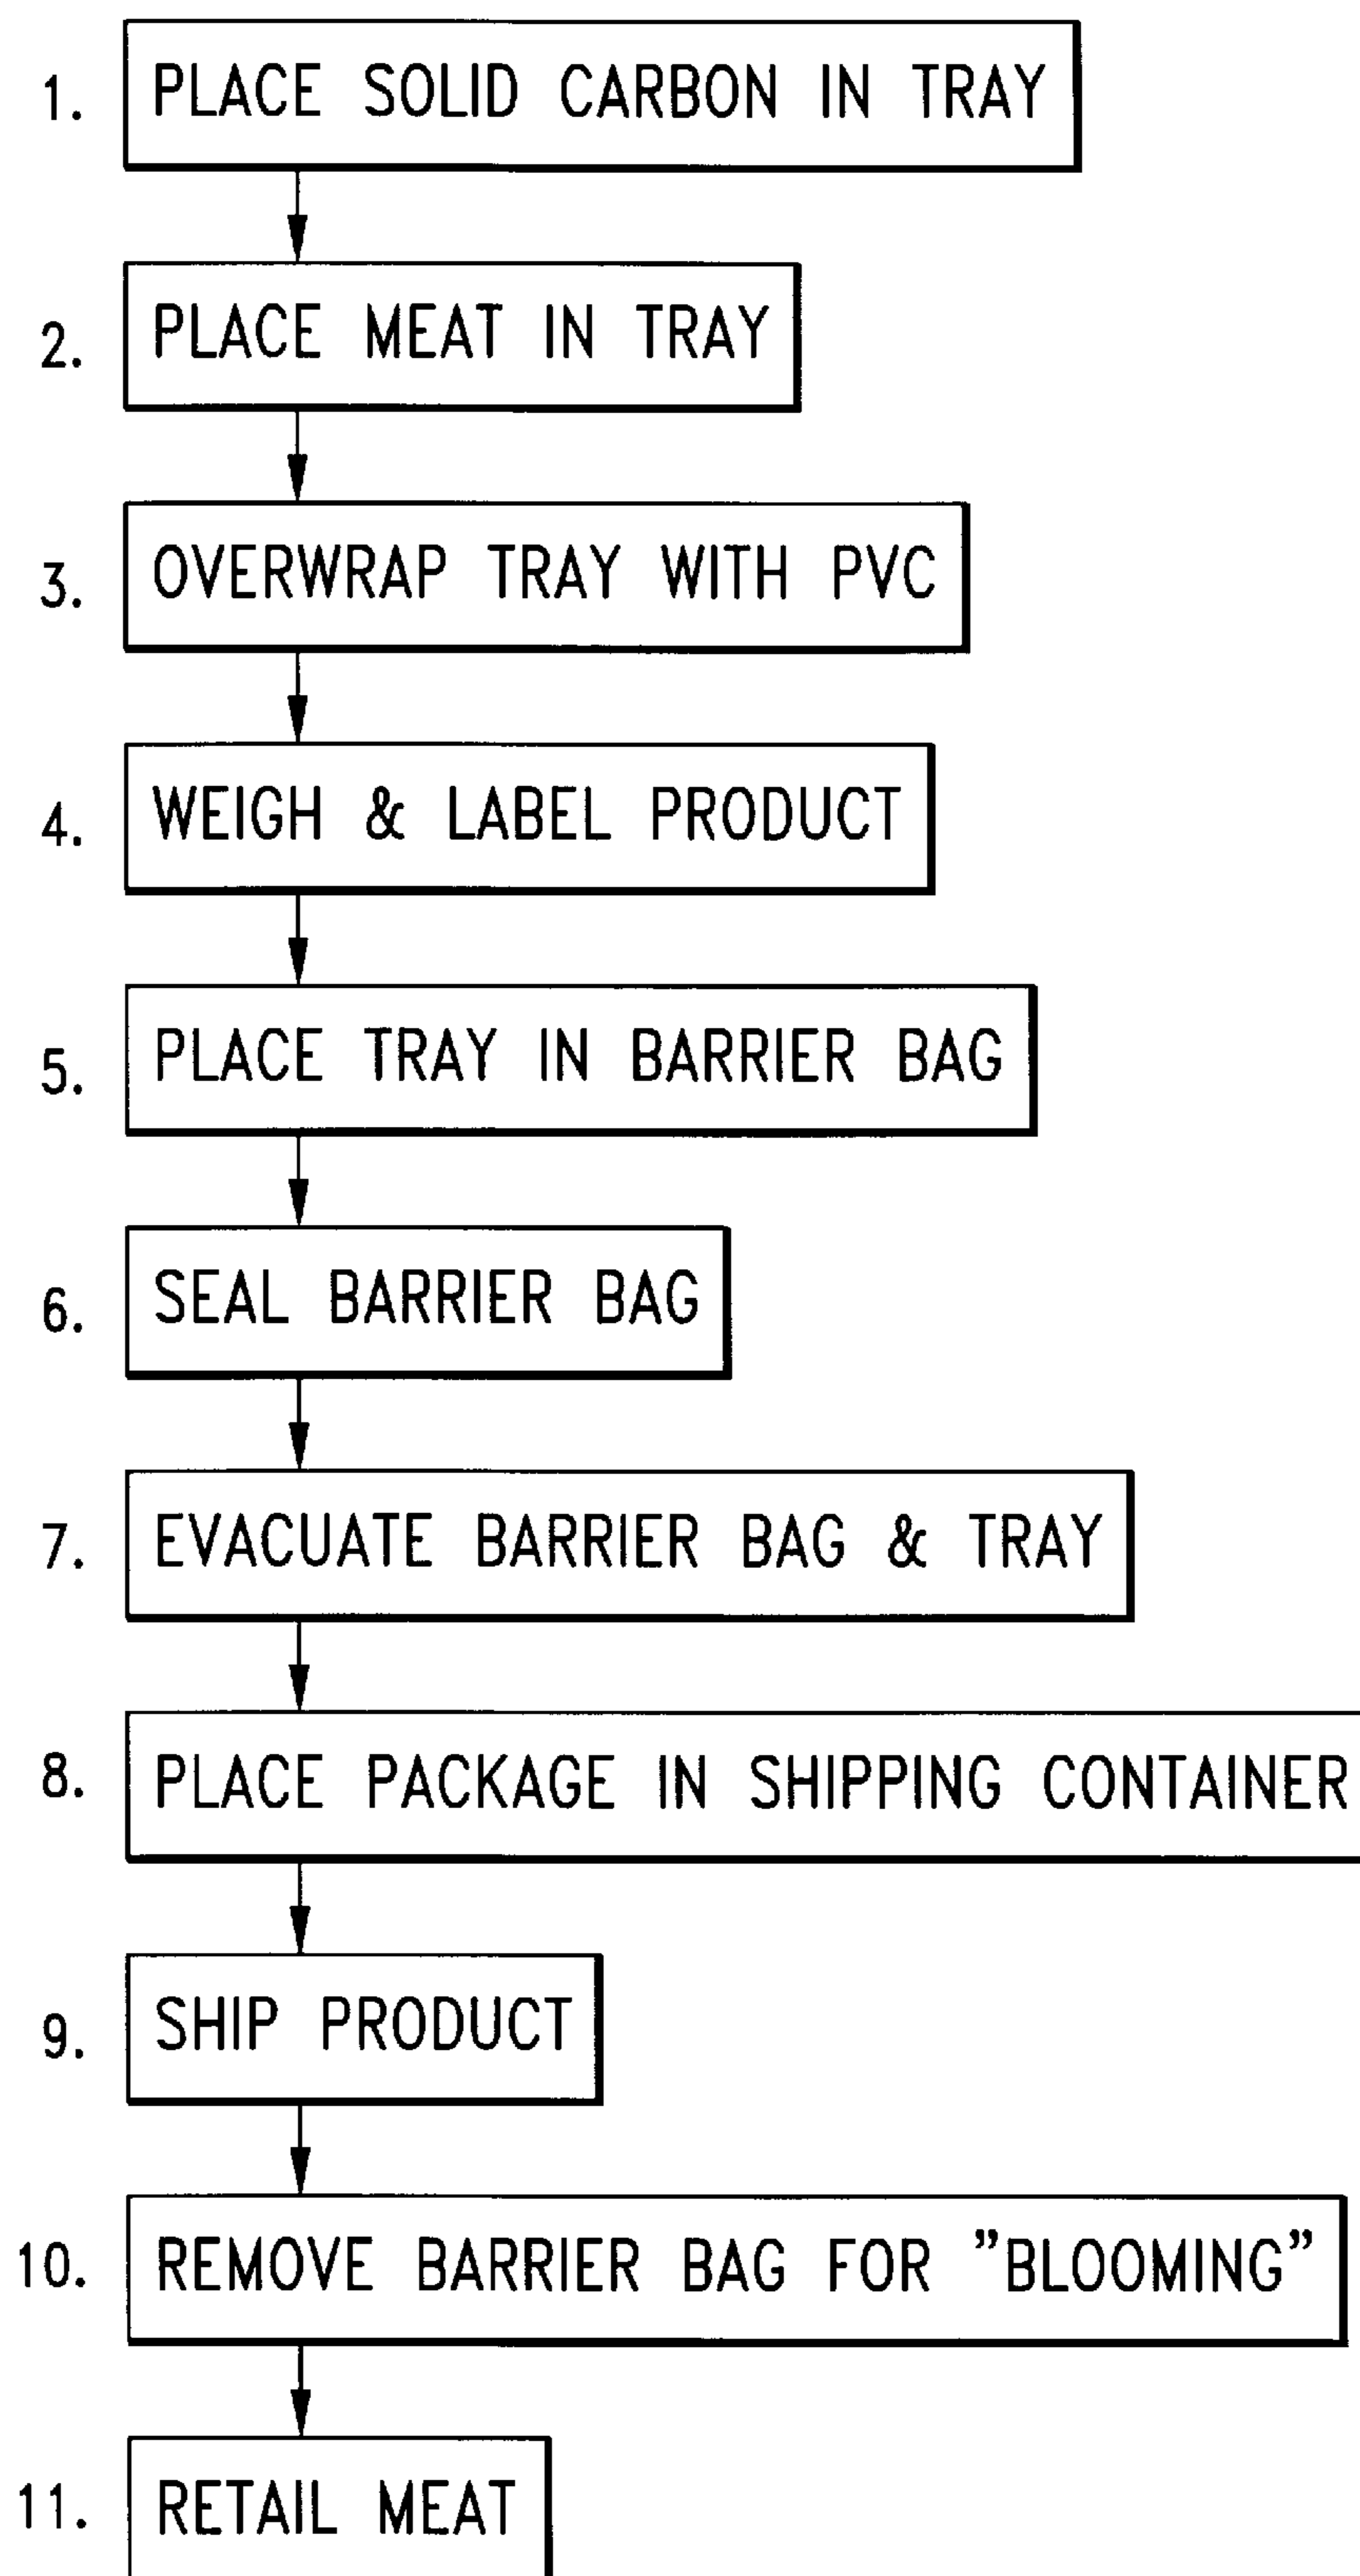 1. PLACE SOLID CARBON IN TRAY
2. PLACE MEAT IN TRAY
3. OVERWRAP TRAY WITH PVC
4. WEIGH & LABEL PRODUCT
5. PLACE TRAY IN BARRIER BAG
6. SEAL BARRIER BAG
7. EVACUATE BARRIER BAG & TRAY
8. PLACE PACKAGE IN SHIPPING CONTAINER
9. SHIP PRODUCT
10. REMOVE BARRIER BAG FOR "BLOOMING"
11. RETAIL MEAT